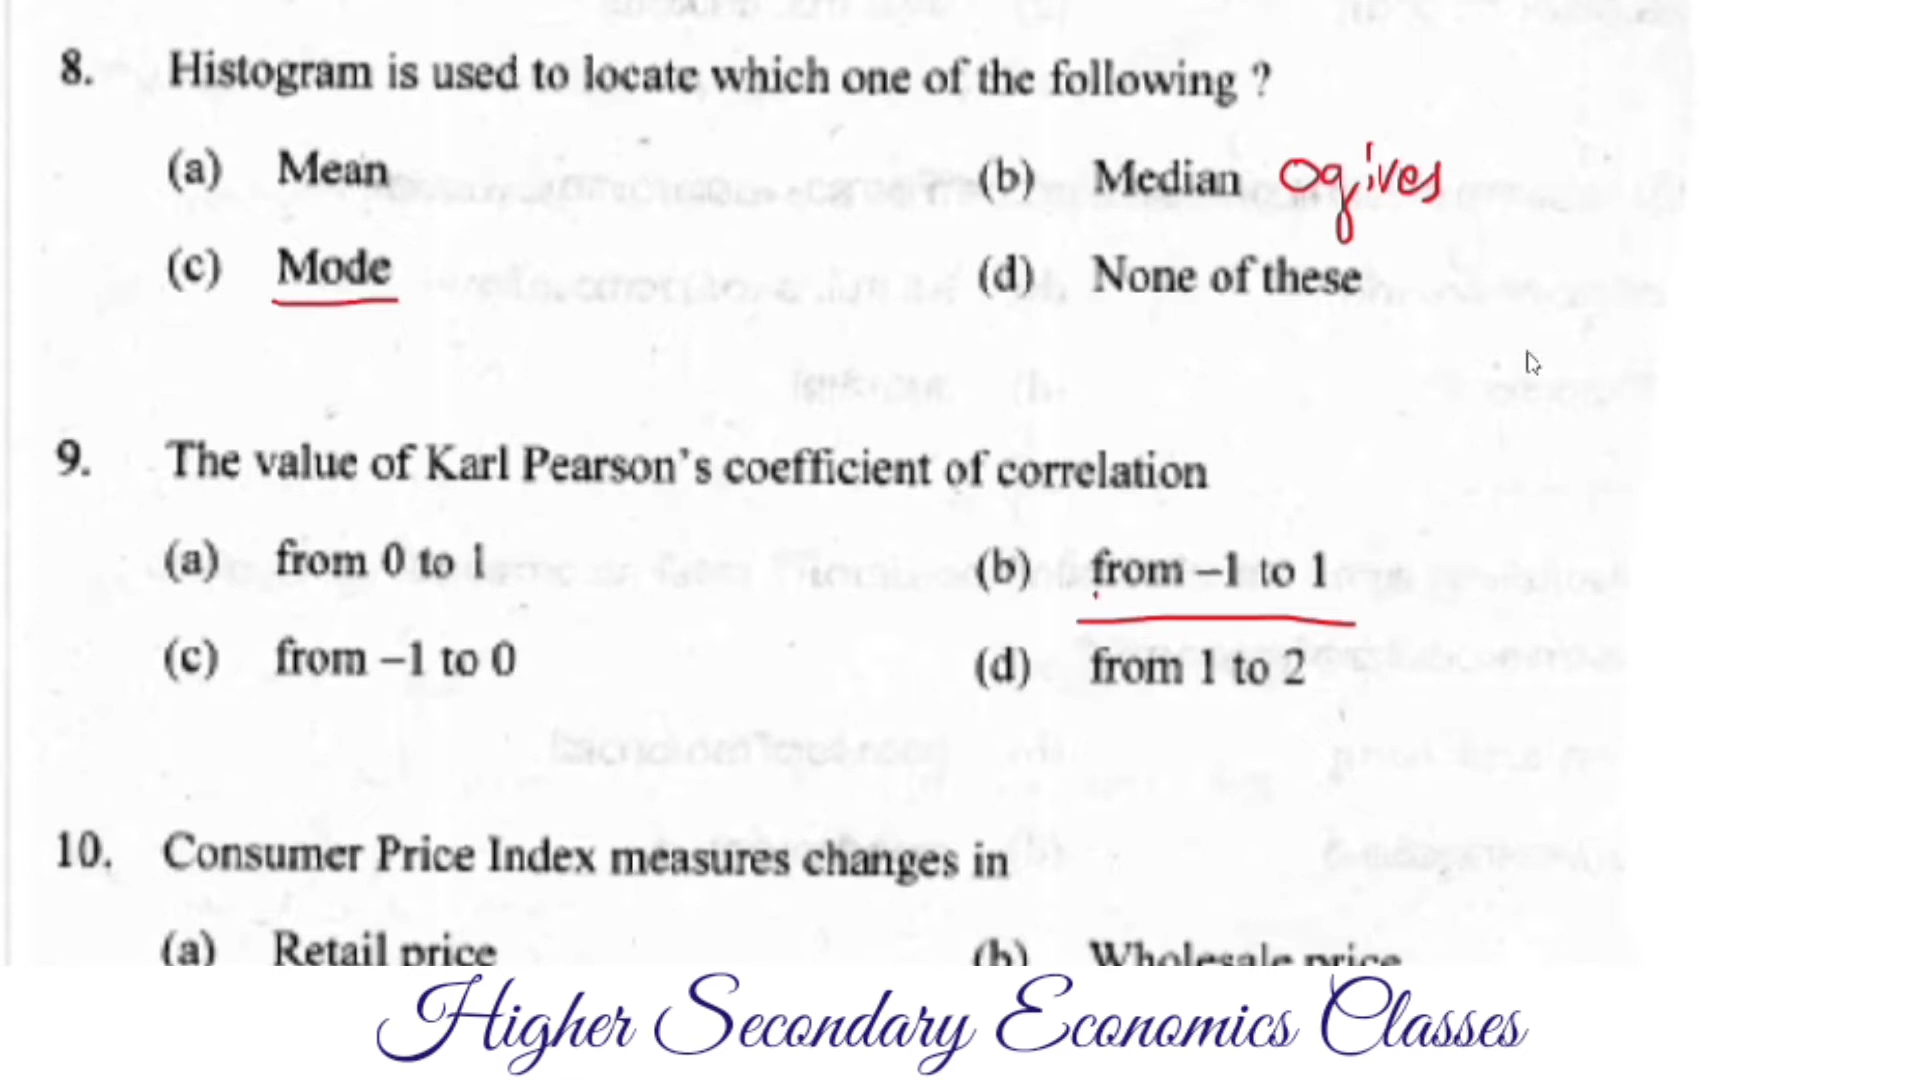 8. Histogram is used to locate which one of the following ?
(a) Mean (b) Median ogives
(c) Mode (d) None of these
9. The value of Karl Pearson's coefficient of correlation
(a) from 0 to 1 (b) from –1 to 1
(c) from –1 to 0 (d) from 1 to 2
10. Consumer Price Index measures changes in
(a) Retail price (b) Wholesale price
Higher Secondary Economics Classes